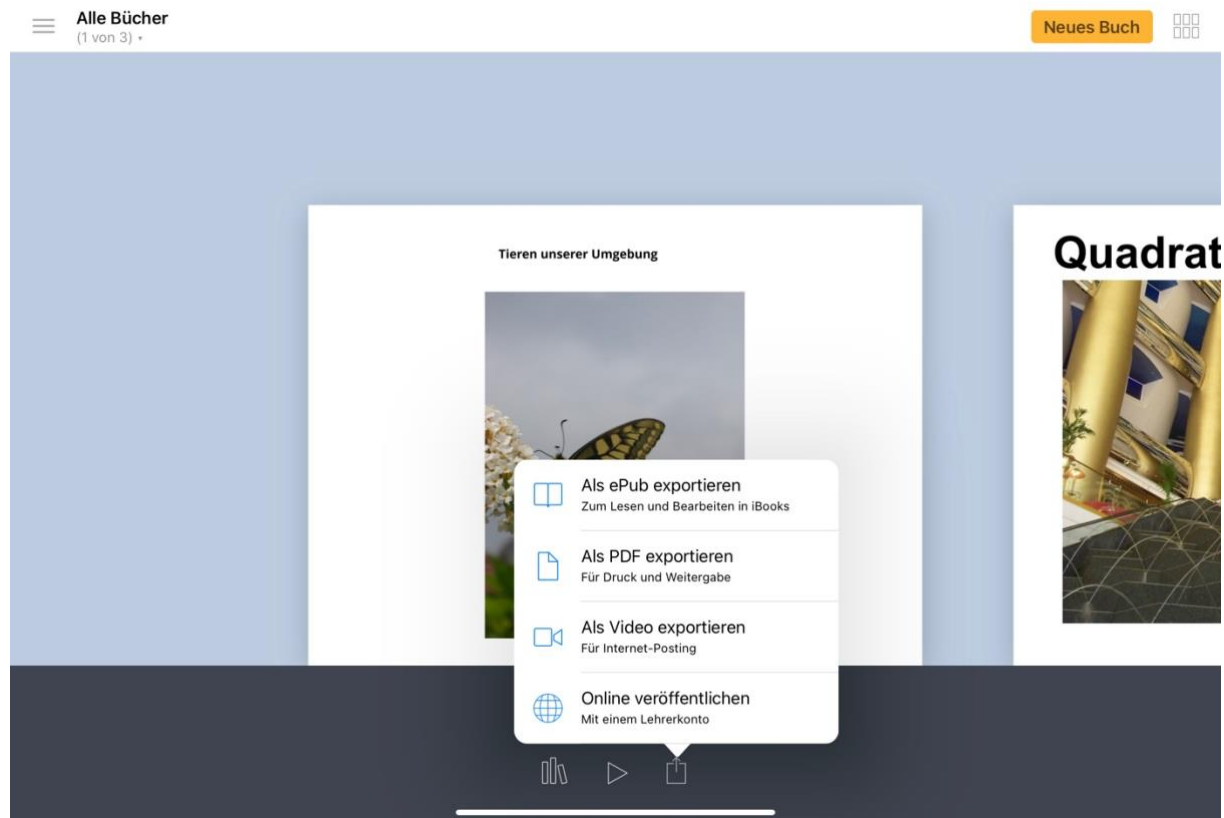 Alle Bücher
(1 von 3)
Neues Buch
Tieren unserer Umgebung
Quadrat
Als ePub exportieren
Zum Lesen und Bearbeiten in iBooks
Als PDF exportieren
Für Druck und Weitergabe
Als Video exportieren
Für Internet-Posting
Online veröffentlichen
Mit einem Lehrerkonto